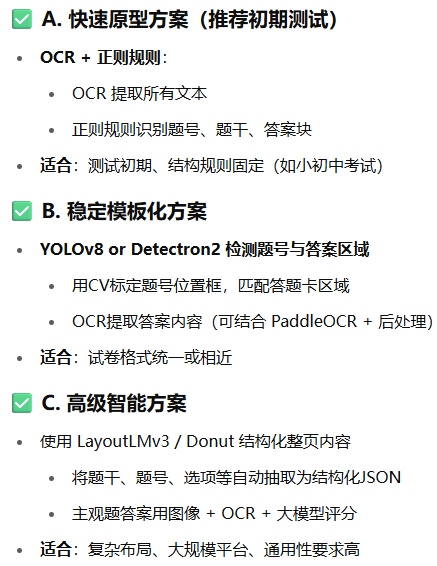 ✅ A. 快速原型方案（推荐初期测试）
• OCR + 正则规则：
• OCR 提取所有文本
• 正则规则识别题号、题干、答案块
• 适合：测试初期、结构规则固定（如小初中考试）
✅ B. 稳定模板化方案
• YOLOv8 or Detectron2 检测题号与答案区域
• 用CV标定题号位置框，匹配答题卡区域
• OCR提取答案内容（可结合 PaddleOCR + 后处理）
• 适合：试卷格式统一或相近
✅ C. 高级智能方案
• 使用 LayoutLMv3 / Donut 结构化整页内容
• 将题干、题号、选项等自动抽取为结构化JSON
• 主观题答案用图像 + OCR + 大模型评分
• 适合：复杂布局、大规模平台、通用性要求高